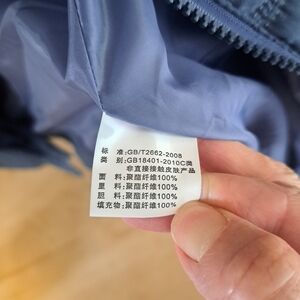 标 准:GB/T2662-2008
类 别:GB18401-2010C类
非直接接触皮肤产品
面 料:聚酯纤维100%
里 料:聚酯纤维100%
胆 料:聚酯纤维100%
填充物:聚酯纤维100%